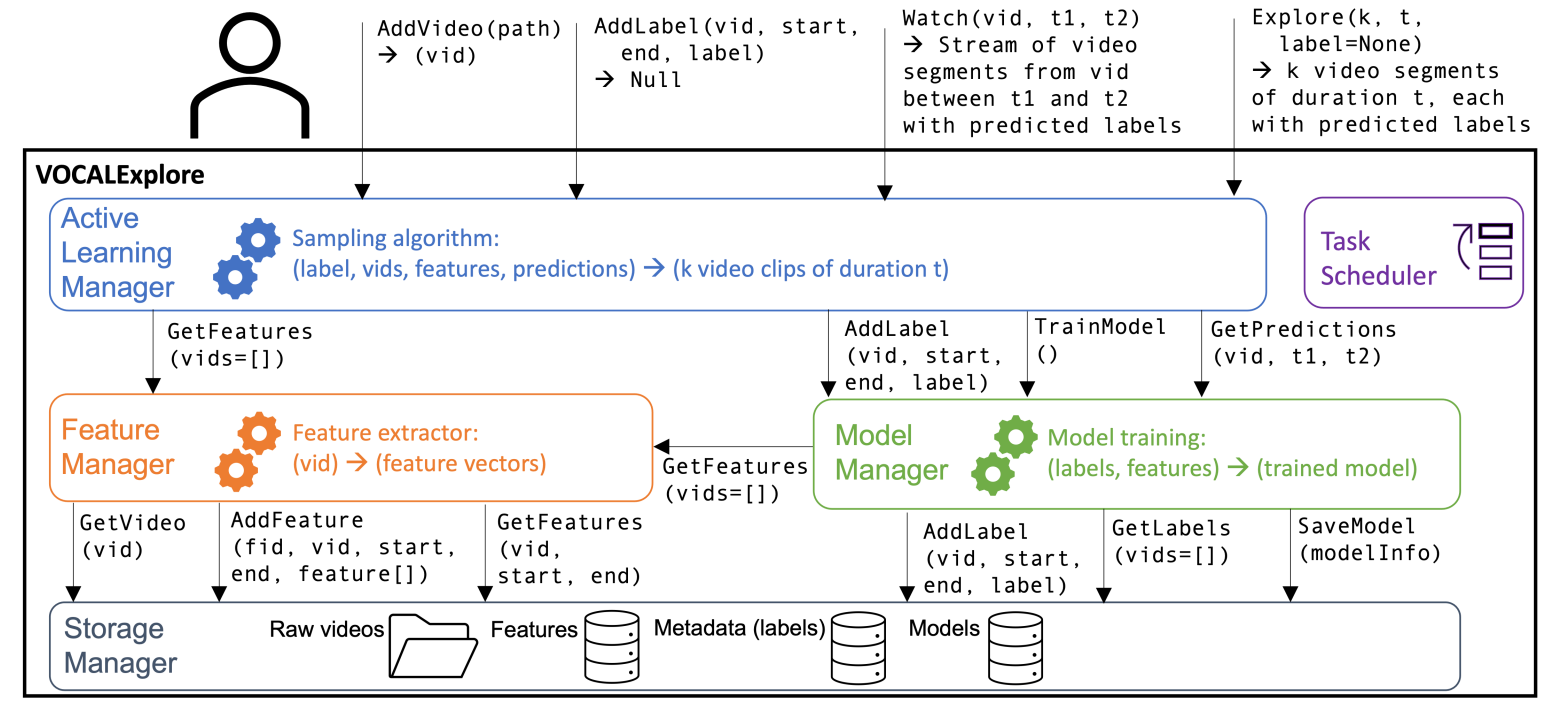 AddVideo(path)
→ (vid)
AddLabel(vid, start,
end, label)
→ Null
Watch(vid, t1, t2)
→ Stream of video
segments from vid
between t1 and t2
with predicted labels
Explore(k, t,
label=None)
→ k video segments
of duration t, each
with predicted labels
VOCALExplore
Active
Learning
Manager
Sampling algorithm:
(label, vids, features, predictions) → (k video clips of duration t)
Task
Scheduler
GetFeatures
(vids=[])
AddLabel
(vid, start,
end, label)
TrainModel
()
GetPredictions
(vid, t1, t2)
Feature
Manager
Feature extractor:
(vid) → (feature vectors)
GetFeatures
(vids=[])
Model
Manager
Model training:
(labels, features) → (trained model)
GetVideo
(vid)
AddFeature
(fid, vid, start,
end, feature[])
GetFeatures
(vid,
start, end)
AddLabel
(vid, start,
end, label)
GetLabels
(vids=[])
SaveModel
(modelInfo)
Storage
Manager
Raw videos
Features
Metadata (labels)
Models